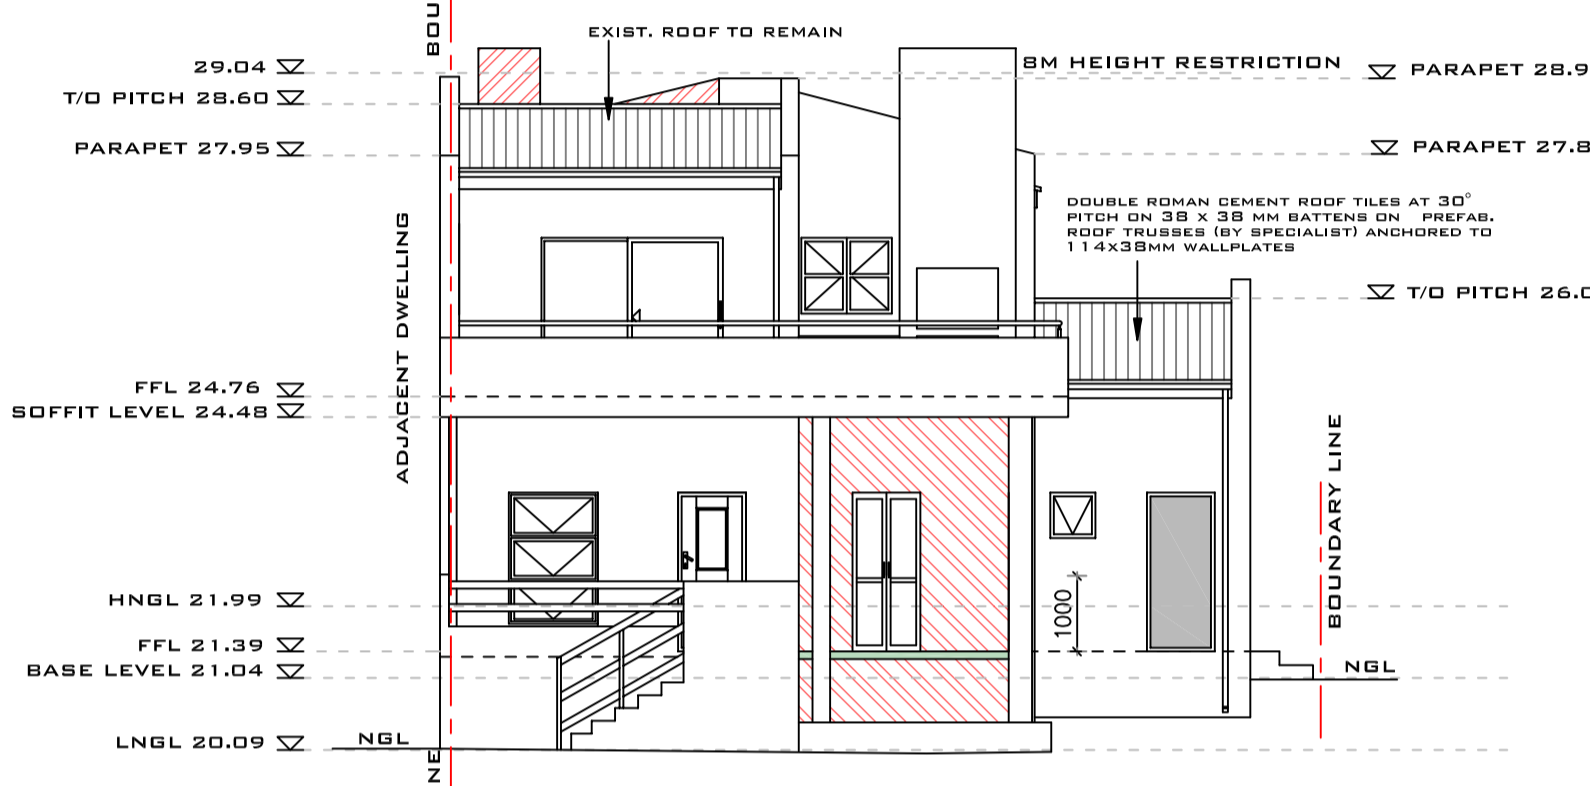 BOU
EXIST. ROOF TO REMAIN
29.04
8M HEIGHT RESTRICTION
PARAPET 28.9
T/O PITCH 28.60
PARAPET 27.95
PARAPET 27.8
DOUBLE ROMAN CEMENT ROOF TILES AT 30°
PITCH ON 38 X 38 MM BATTENS ON PREFAB.
ROOF TRUSSES (BY SPECIALIST) ANCHORED TO
114X38MM WALLPLATES
ADJACENT DWELLING
T/O PITCH 26.0
FFL 24.76
SOFFIT LEVEL 24.48
BOUNDARY LINE
HNGL 21.99
1000
FFL 21.39
BASE LEVEL 21.04
NGL
LNGL 20.09
NGL
NE